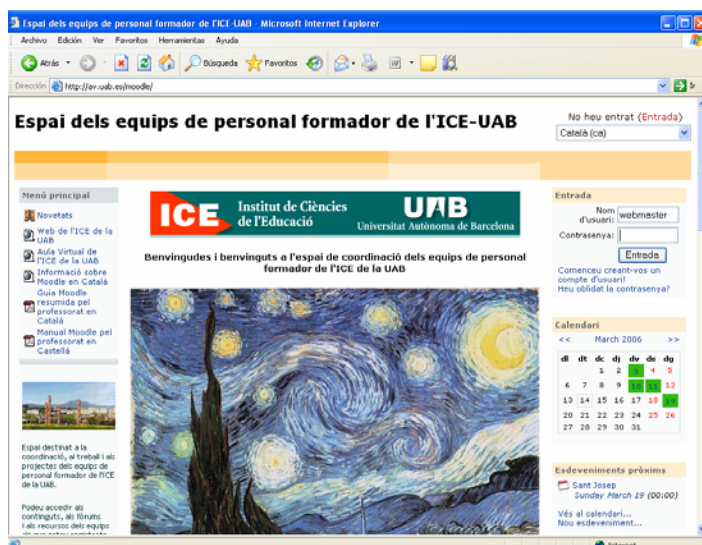 Espai dels equips de personal formador de l'ICE-UAB - Microsoft Internet Explorer
Archivo Edición Ver Favoritos Herramientas Ayuda
Atrás Búsqueda Favoritos
Dirección http://av.uab.es/moodle/ Ir
Espai dels equips de personal formador de l'ICE-UAB
No heu entrat (Entrada)
Català (ca)
Menú principal
Novetats
Web de l'ICE de la
UAB
Aula Virtual de
l'ICE de la UAB
Informació sobre
Moodle en Català
Guia Moodle
resumida pel
professorat en
Català
Manual Moodle pel
professorat en
Castellà
Espai destinat a la
coordinació, al treball i als
projectes dels equips de
personal formador de l'ICE
de la UAB.
Podeu accedir als
continguts, als fòrums
i als recursos dels equips
ICE Institut de Ciències
de l'Educació
UAB
Universitat Autònoma de Barcelona
Benvingudes i benvinguts a l'espai de coordinació dels equips de personal
formador de l'ICE de la UAB
Entrada
Nom
d'usuari: webmaster
Contrasenya:
Entrada
Comenceu creant-vos un
compte d'usuari!
Heu oblidat la contrasenya?
Calendari
<< March 2006 >>
dl dt dc dj dv ds dg
1 2 3 4 5
6 7 8 9 10 11 12
13 14 15 16 17 18 19
20 21 22 23 24 25 26
27 28 29 30 31
Esdeveniments pròxims
Sant Josep
Sunday March 19 (00:00)
Vés al calendari...
Nou esdeveniment...
Internet